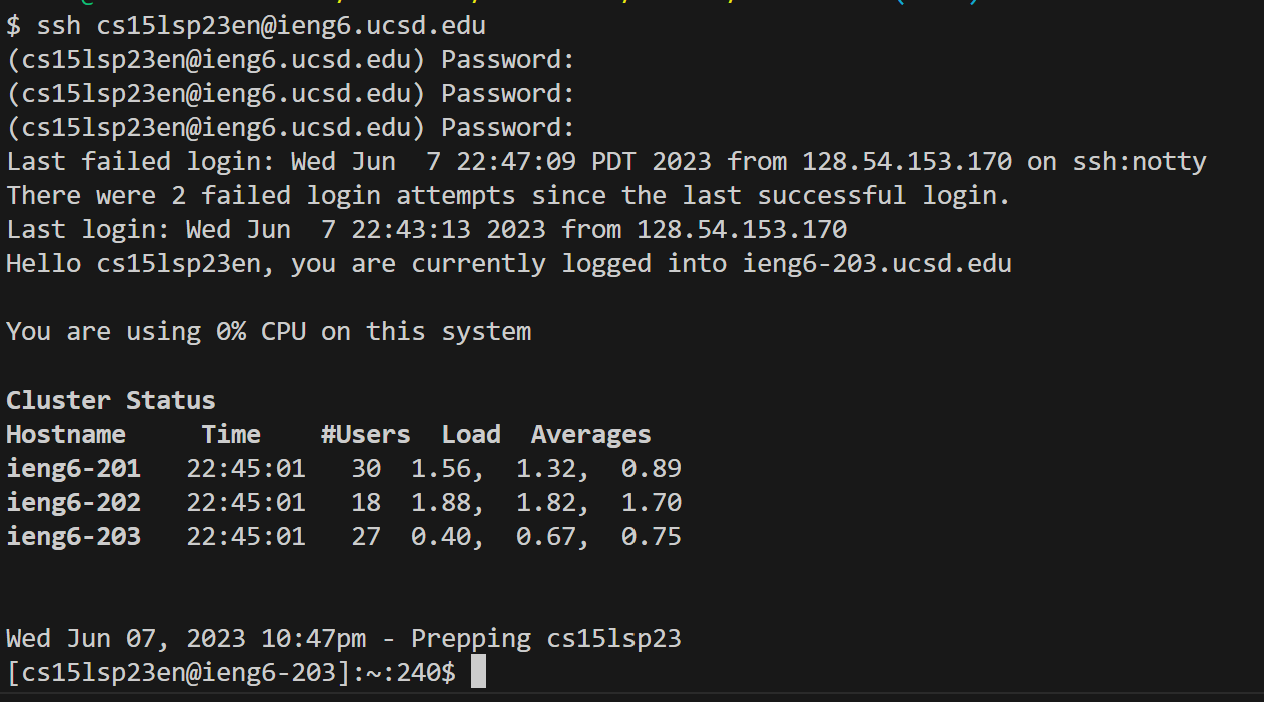 $ ssh cs15lsp23en@ieng6.ucsd.edu
(cs15lsp23en@ieng6.ucsd.edu) Password:
(cs15lsp23en@ieng6.ucsd.edu) Password:
(cs15lsp23en@ieng6.ucsd.edu) Password:
Last failed login: Wed Jun  7 22:47:09 PDT 2023 from 128.54.153.170 on ssh:notty
There were 2 failed login attempts since the last successful login.
Last login: Wed Jun  7 22:43:13 2023 from 128.54.153.170
Hello cs15lsp23en, you are currently logged into ieng6-203.ucsd.edu
You are using 0% CPU on this system
Cluster Status
Hostname     Time    #Users  Load  Averages
ieng6-201   22:45:01   30  1.56,  1.32,  0.89
ieng6-202   22:45:01   18  1.88,  1.82,  1.70
ieng6-203   22:45:01   27  0.40,  0.67,  0.75
Wed Jun 07, 2023 10:47pm - Prepping cs15lsp23
[cs15lsp23en@ieng6-203]:~:240$